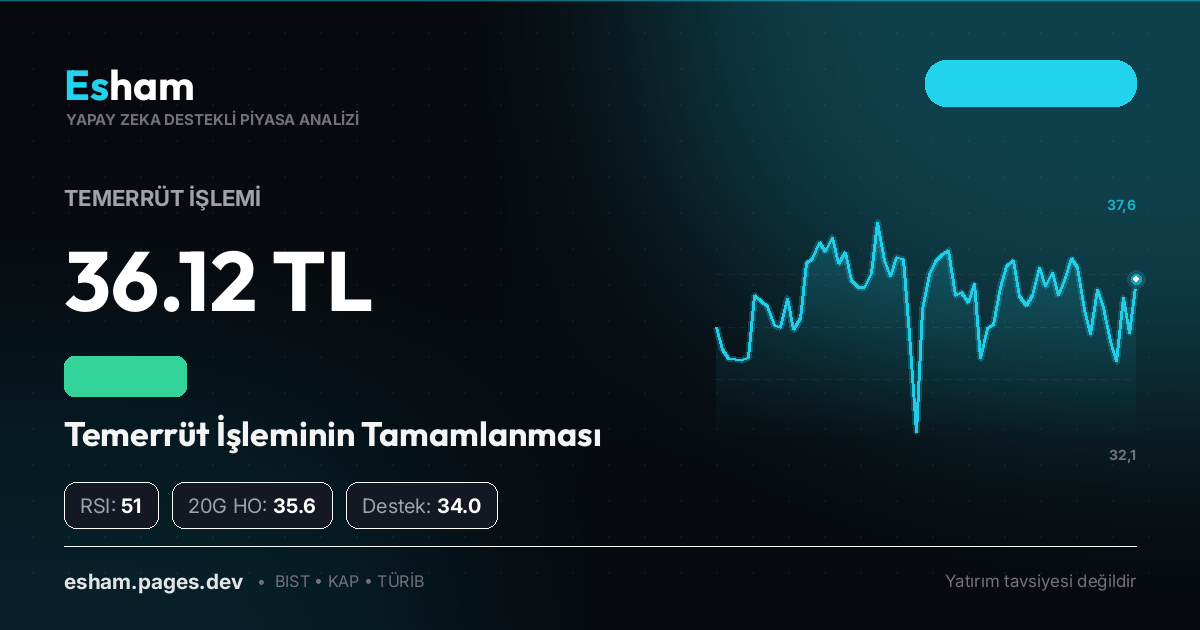 Esham
YAPAY ZEKA DESTEKLİ PİYASA ANALİZİ
TEMERRÜT İŞLEMİ
36.12 TL
37,6
32,1
Temerrüt İşleminin Tamamlanması
RSI: 51
20G HO: 35.6
Destek: 34.0
esham.pages.dev • BIST • KAP • TÜRİB
Yatırım tavsiyesi değildir